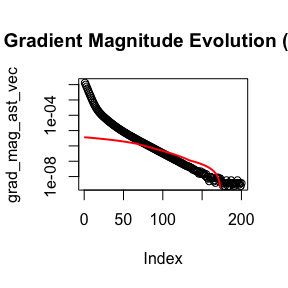 Gradient Magnitude Evolution (
grad_mag_ast_vec
1e-04
1e-08
0 50 100 200
Index